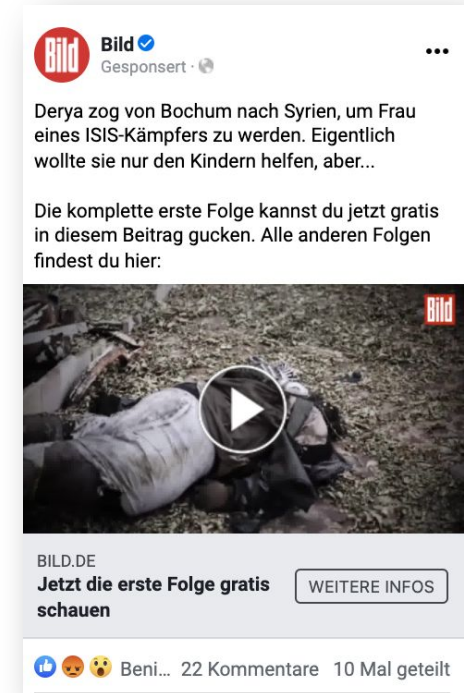 Bild
Bild
Gesponsert ·
Derya zog von Bochum nach Syrien, um Frau
eines ISIS-Kämpfers zu werden. Eigentlich
wollte sie nur den Kindern helfen, aber...
Die komplette erste Folge kannst du jetzt gratis
in diesem Beitrag gucken. Alle anderen Folgen
findest du hier:
Bild
BILD.DE
Jetzt die erste Folge gratis
schauen
WEITERE INFOS
Beni... 22 Kommentare 10 Mal geteilt